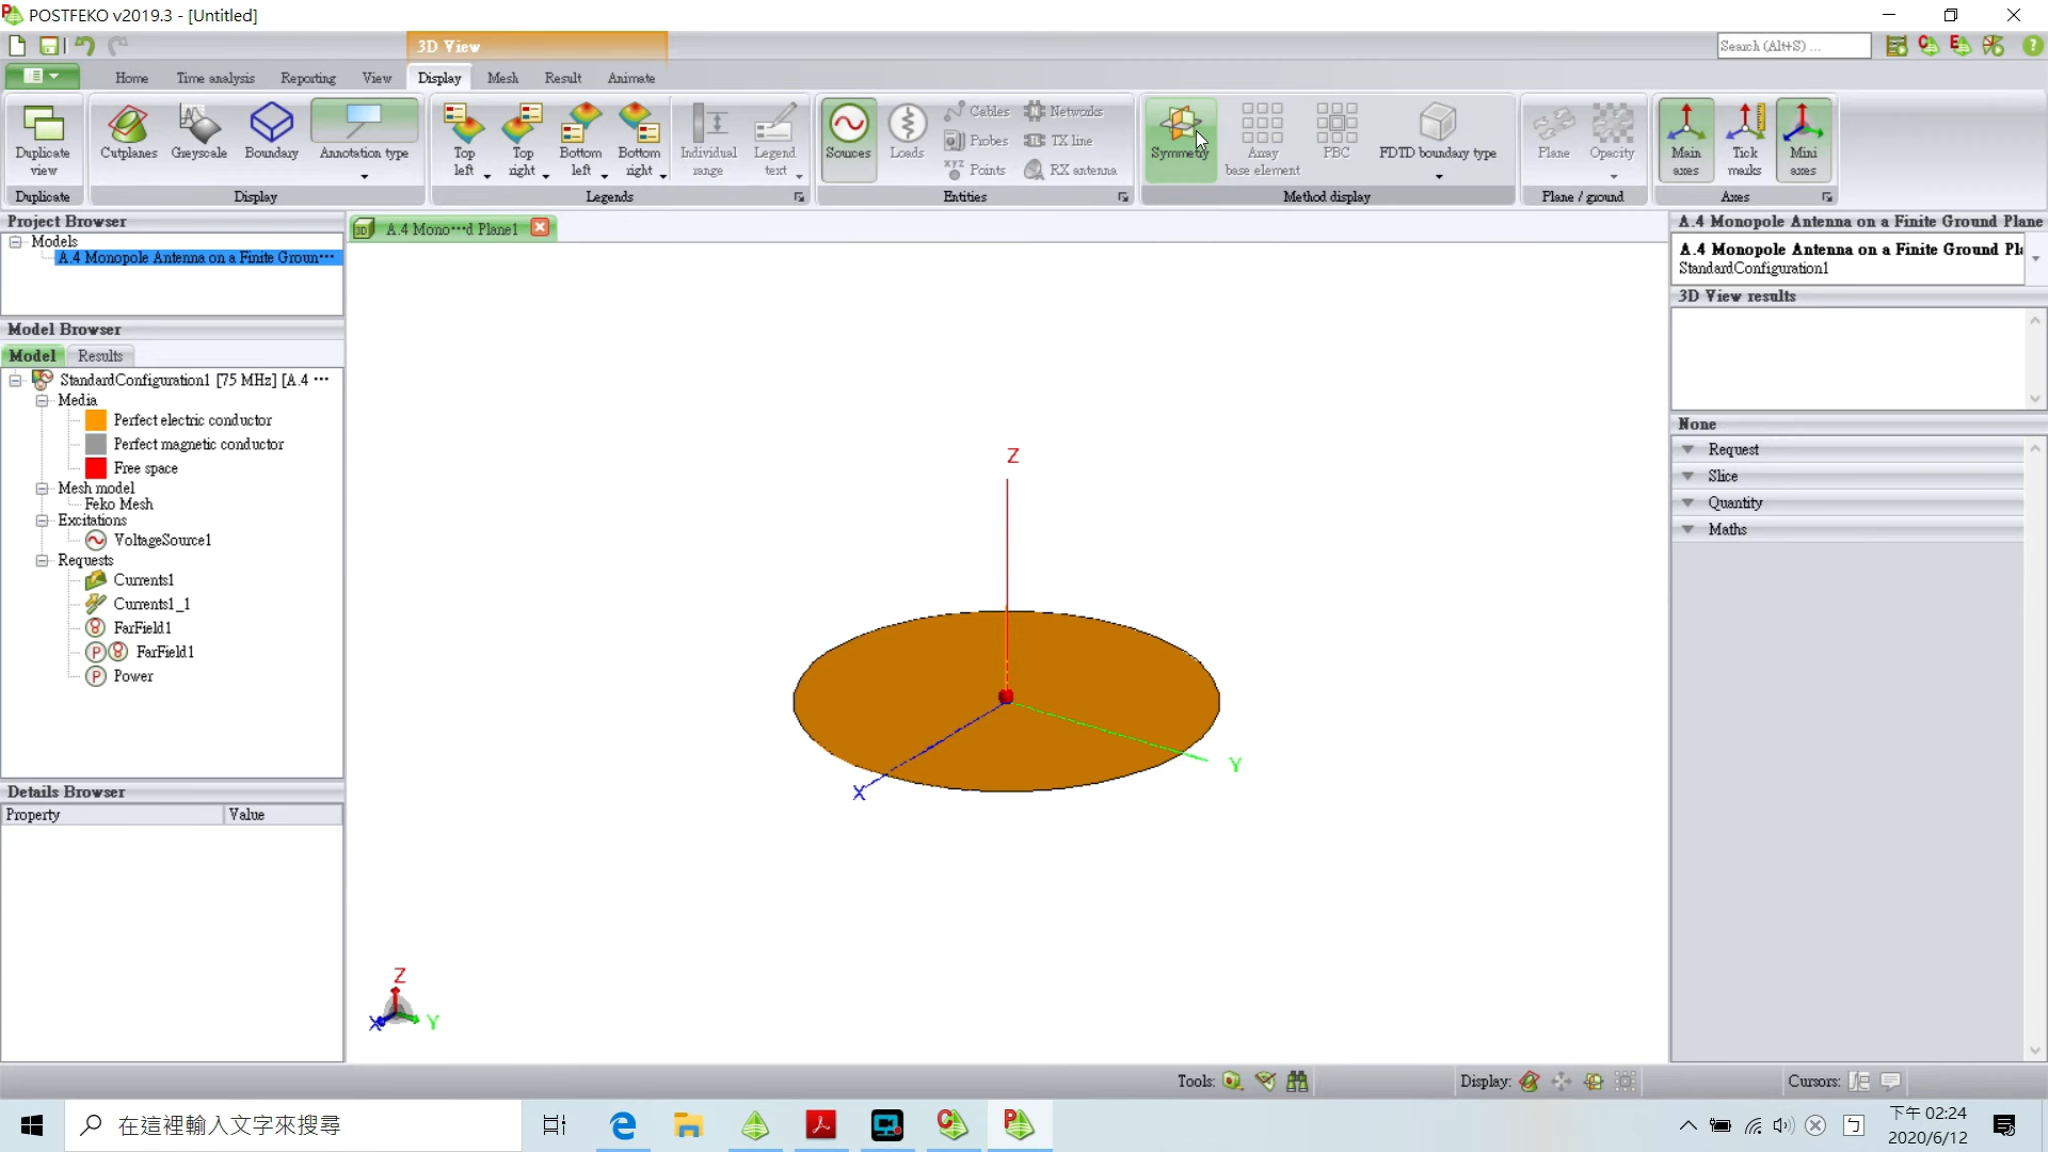 POSTFEKO v2019.3 - [Untitled]
3D View
Search (Alt+S) ...
Home Time analysis Reporting View Display Mesh Result Animate
Duplicate view
Cutplanes Greyscale Boundary Annotation type
Top left Top right Bottom left Bottom right
Individual range Legend text
Sources Loads
Cables Networks
Probes TX line
Points RX antenna
Symmetry Array base element PBC FDTD boundary type
Plane Opacity
Main axes Tick marks Mini axes
Duplicate Display Legends Entities Method display Plane / ground Axes
Project Browser
Models
A.4 Monopole Antenna on a Finite Groun···
Model Browser
Model Results
StandardConfiguration1 [75 MHz] [A.4 ···
Media
Perfect electric conductor
Perfect magnetic conductor
Free space
Mesh model
Feko Mesh
Excitations
VoltageSource1
Requests
Currents1
Currents1_1
FarField1
FarField1
Power
Details Browser
Property Value
A.4 Mono···d Plane1
Z
Y
X
Z
X Y
A.4 Monopole Antenna on a Finite Ground Plane
A.4 Monopole Antenna on a Finite Ground Pla
StandardConfiguration1
3D View results
None
Request
Slice
Quantity
Maths
Tools: Display: Cursors:
在這裡輸入文字來搜尋
下午 02:24
2020/6/12